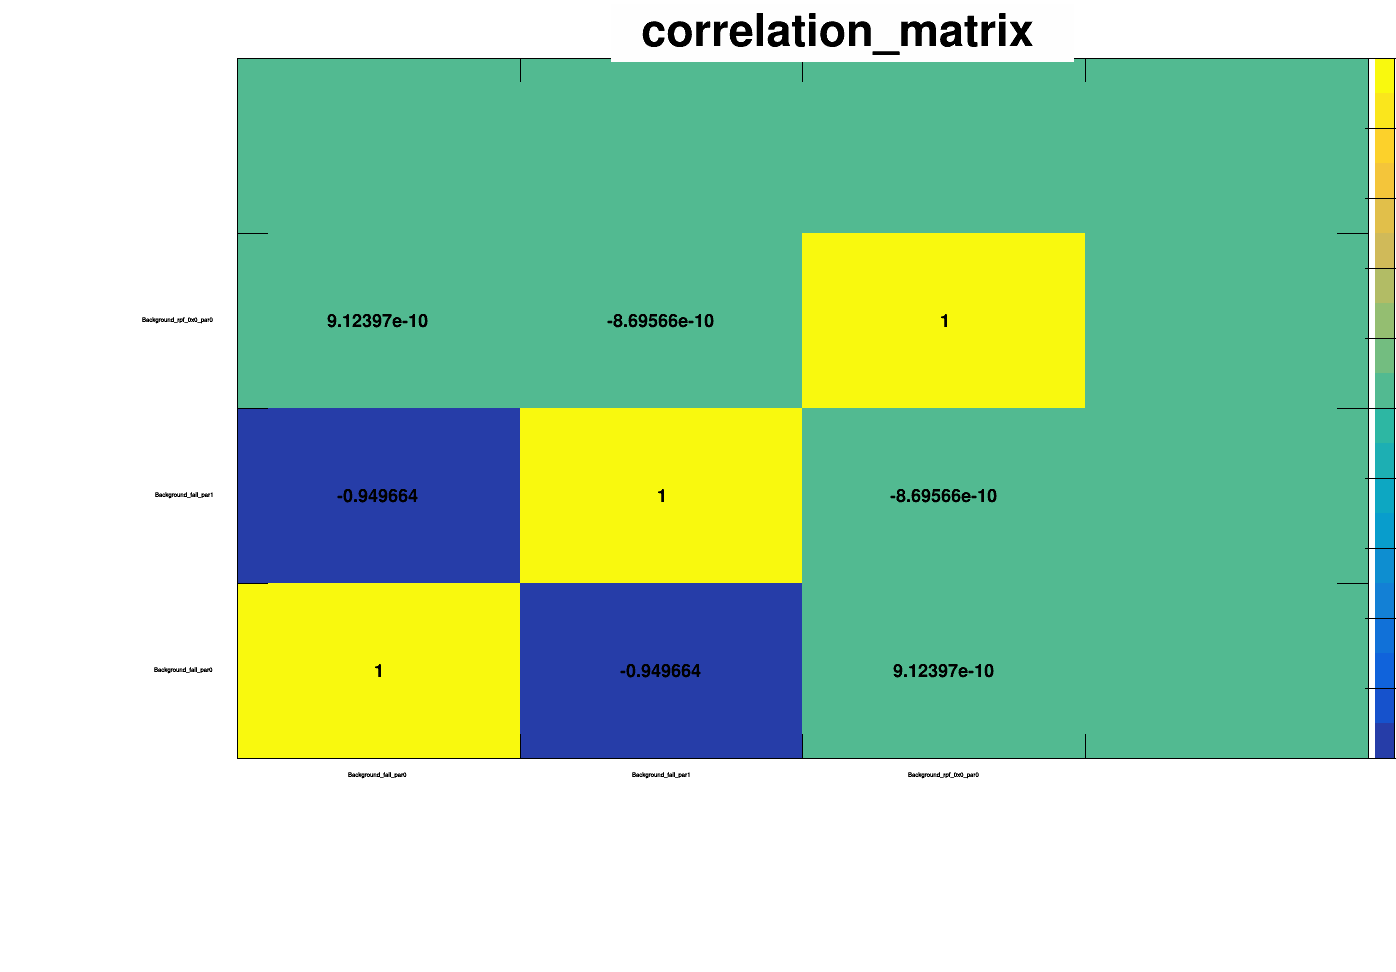 correlation_matrix
Background_rpf_0x0_par0
9.12397e-10
-8.69566e-10
1
Background_fail_par1
-0.949664
1
-8.69566e-10
Background_fail_par0
1
-0.949664
9.12397e-10
Background_fail_par0
Background_fail_par1
Background_rpf_0x0_par0